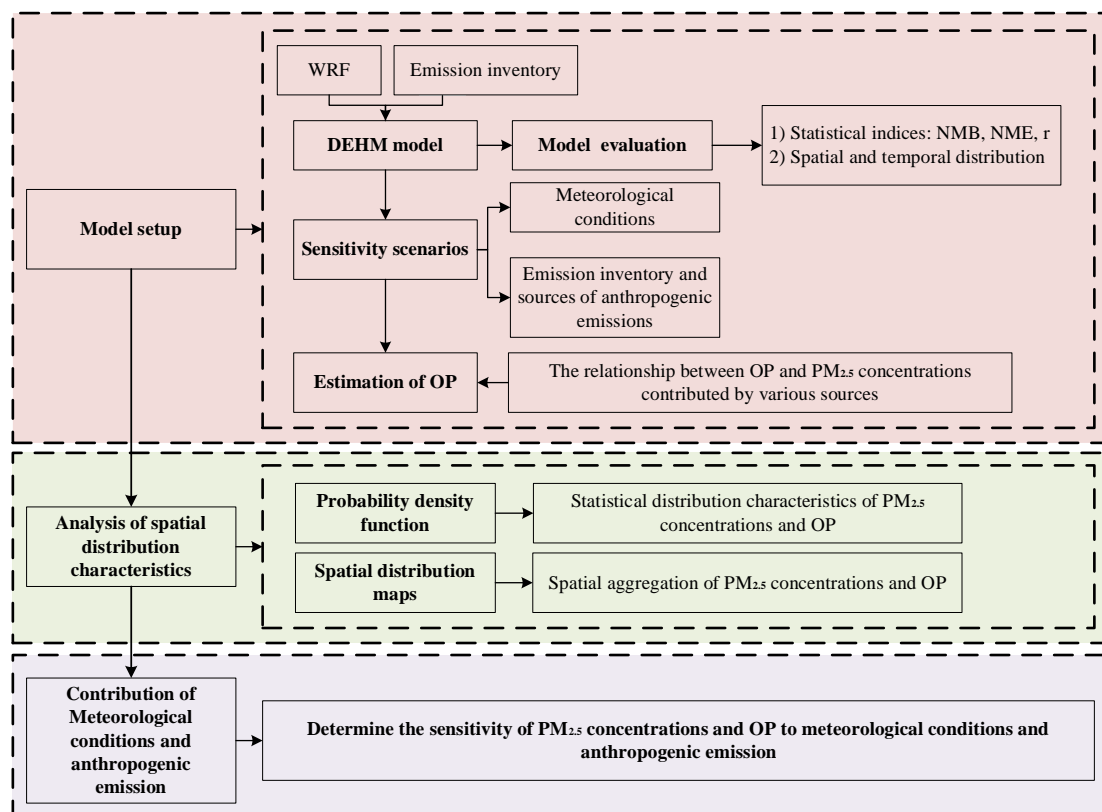 WRF
Emission inventory
DEHM model
Model evaluation
1) Statistical indices: NMB, NME, r
2) Spatial and temporal distribution
Model setup
Sensitivity scenarios
Meteorological
conditions
Emission inventory and
sources of anthropogenic
emissions
Estimation of OP
The relationship between OP and PM₂.₅ concentrations
contributed by various sources
Analysis of spatial
distribution
characteristics
Probability density
function
Statistical distribution characteristics of PM₂.₅
concentrations and OP
Spatial distribution
maps
Spatial aggregation of PM₂.₅ concentrations and OP
Contribution of
Meteorological
conditions and
anthropogenic
emission
Determine the sensitivity of PM₂.₅ concentrations and OP to meteorological conditions and
anthropogenic emission